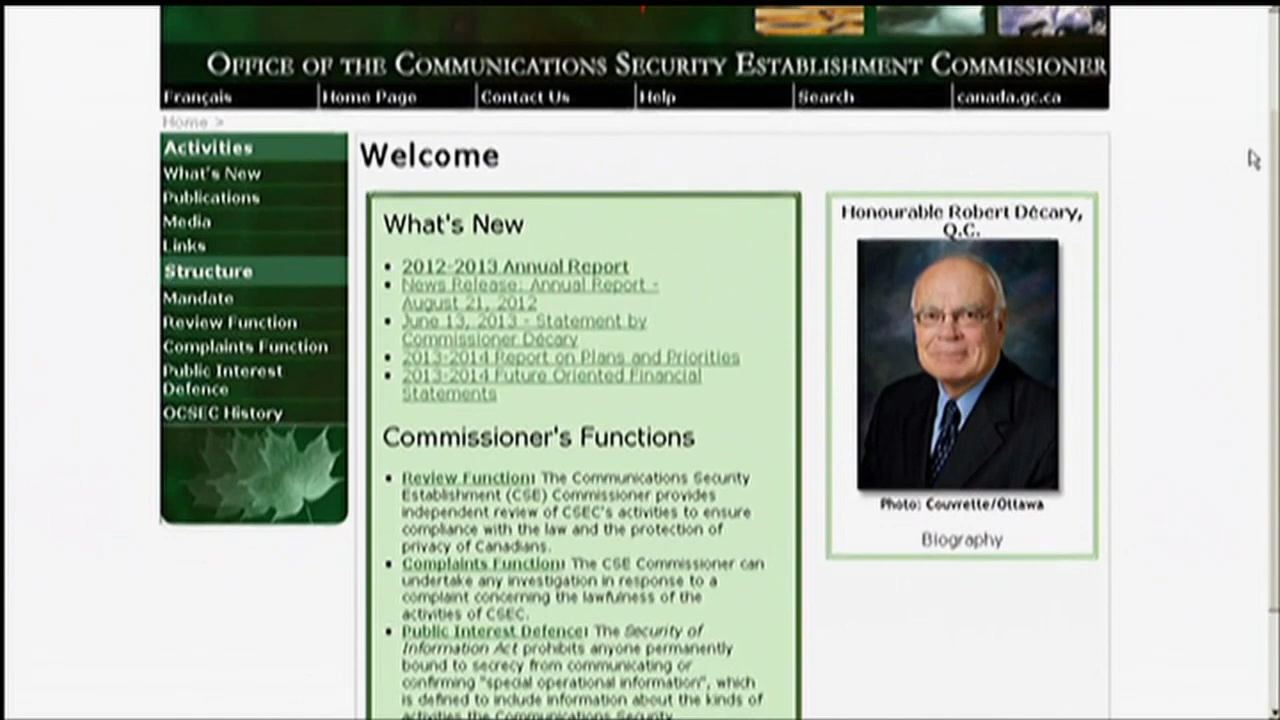 OFFICE OF THE COMMUNICATIONS SECURITY ESTABLISHMENT COMMISSIONER
Français
Home Page
Contact Us
Help
Search
canada.gc.ca
Home >
Activities
What's New
Publications
Media
Links
Structure
Mandate
Review Function
Complaints Function
Public Interest
Defence
OCSEC History
Welcome
What's New
• 2012-2013 Annual Report
• News Release: Annual Report -
August 21, 2012
• June 13, 2013 - Statement by
Commissioner Décary
• 2013-2014 Report on Plans and Priorities
• 2013-2014 Future Oriented Financial
Statements
Commissioner's Functions
• Review Function: The Communications Security
Establishment (CSE) Commissioner provides
independent review of CSEC's activities to ensure
compliance with the law and the protection of
privacy of Canadians.
• Complaints Function: The CSE Commissioner can
undertake any investigation in response to a
complaint concerning the lawfulness of the
activities of CSEC.
• Public Interest Defence: The Security of
Information Act prohibits anyone permanently
bound to secrecy from communicating or
confirming "special operational information", which
is defined to include information about the kinds of
activities the Communications Security
Honourable Robert Décary,
Q.C.
Photo: Couvrette/Ottawa
Biography